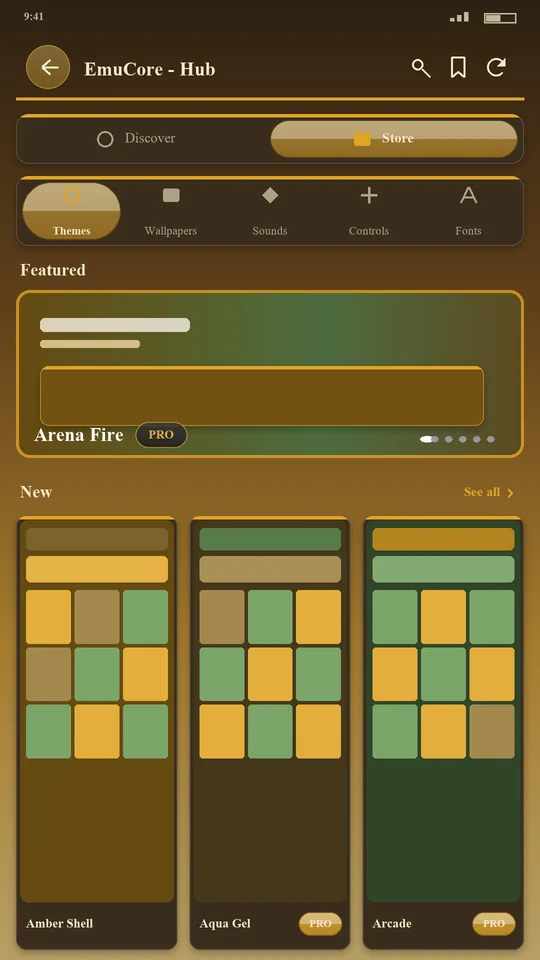 9:41
EmuCore - Hub
Discover
Store
Themes
Wallpapers
Sounds
Controls
Fonts
Featured
Arena Fire
PRO
New
See all
Amber Shell
Aqua Gel
PRO
Arcade
PRO